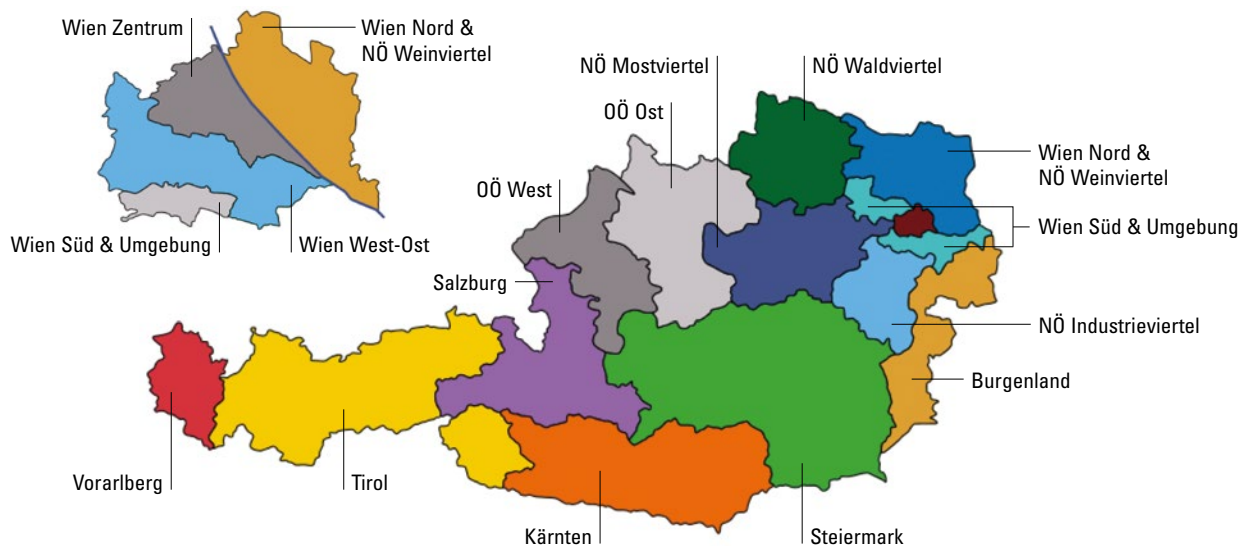 Wien Zentrum
Wien Nord &
NÖ Weinviertel
Wien Süd & Umgebung
Wien West-Ost
NÖ Mostviertel
NÖ Waldviertel
OÖ Ost
OÖ West
Wien Nord &
NÖ Weinviertel
Wien Süd & Umgebung
Salzburg
NÖ Industrieviertel
Burgenland
Vorarlberg
Tirol
Kärnten
Steiermark